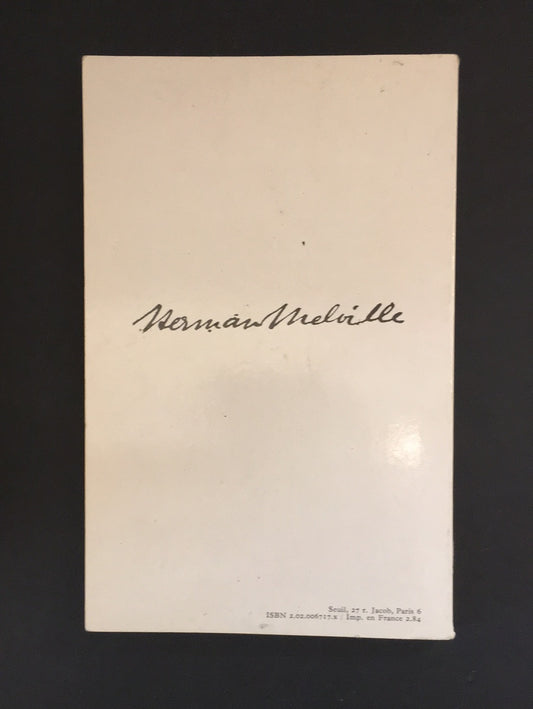 Herman Melville
Seuil, 27 r. Jacob, Paris 6
ISBN 2.02.006717.x / Imp. en France 2.84